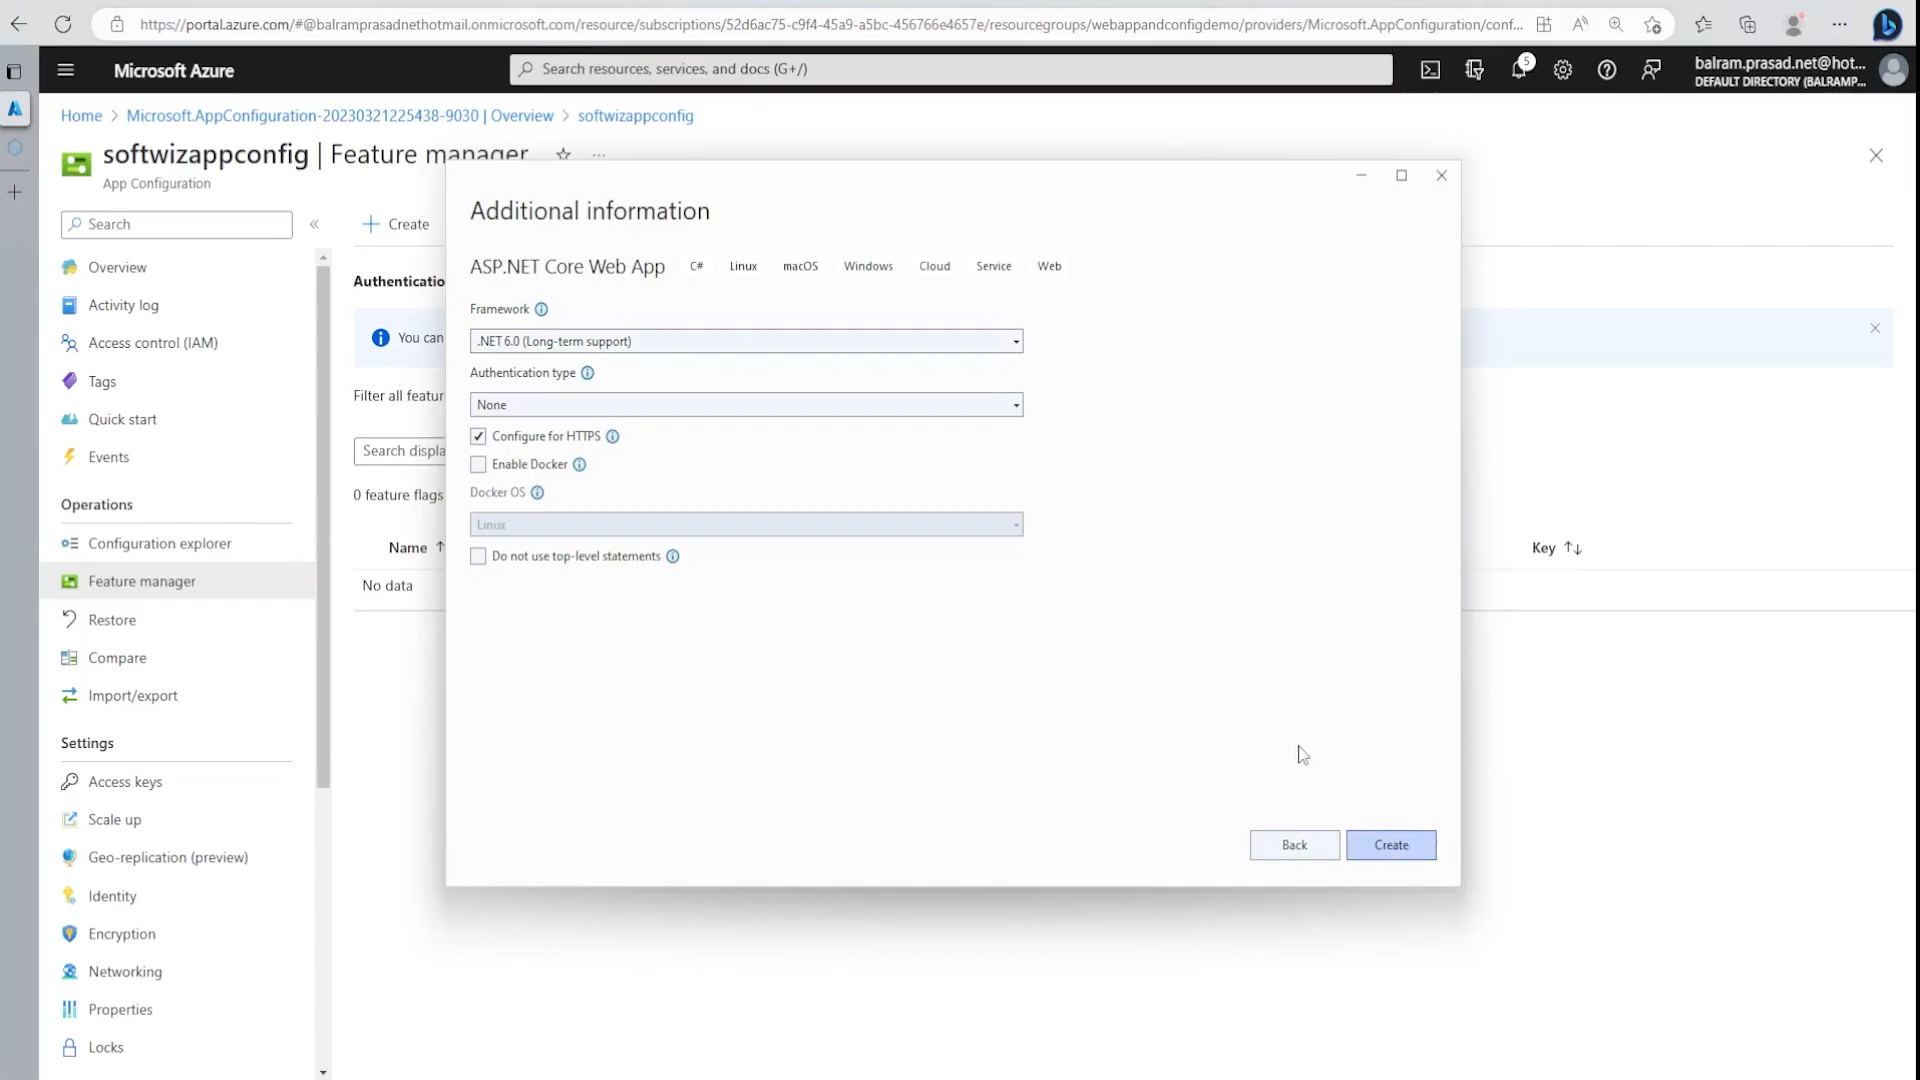 https://portal.azure.com/#@balramprasadnethotmail.onmicrosoft.com/resource/subscriptions/52d6ac75-c9f4-45a9-a5bc-456766e4657e/resourcegroups/webappandconfigdemo/providers/Microsoft.AppConfiguration/conf...
Microsoft Azure
Search resources, services, and docs (G+/)
5
balram.prasad.net@hot...
DEFAULT DIRECTORY (BALRAMP...
Home > Microsoft.AppConfiguration-20230321225438-9030 | Overview > softwizappconfig
softwizappconfig | Feature manager
App Configuration
Search
Overview
Activity log
Access control (IAM)
Tags
Quick start
Events
Operations
Configuration explorer
Feature manager
Restore
Compare
Import/export
Settings
Access keys
Scale up
Geo-replication (preview)
Identity
Encryption
Networking
Properties
Locks
Create
Authenticatio
You can
Filter all featur
Search displa
0 feature flags
Name
Key
No data
Additional information
ASP.NET Core Web App C# Linux macOS Windows Cloud Service Web
Framework
.NET 6.0 (Long-term support)
Authentication type
None
Configure for HTTPS
Enable Docker
Docker OS
Linux
Do not use top-level statements
Back Create